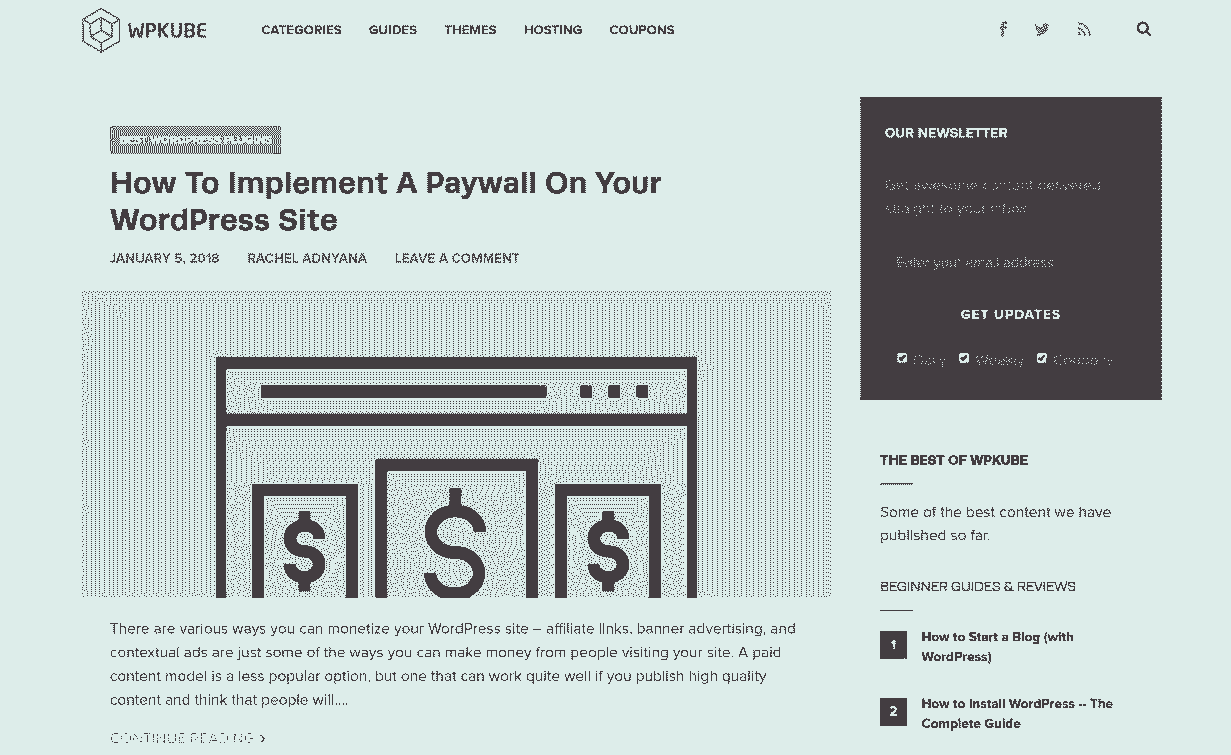 WPKUBE
CATEGORIES GUIDES THEMES HOSTING COUPONS
BEST WORDPRESS PLUGINS
How To Implement A Paywall On Your
WordPress Site
JANUARY 5, 2018 RACHEL ADNYANA LEAVE A COMMENT
There are various ways you can monetize your WordPress site – affiliate links, banner advertising, and
contextual ads are just some of the ways you can make money from people visiting your site. A paid
content model is a less popular option, but one that can work quite well if you publish high quality
content and think that people will....
CONTINUE READING
OUR NEWSLETTER
Get awesome content delivered
straight to your inbox.
Enter your email address
GET UPDATES
Daily Weekly
THE BEST OF WPKUBE
Some of the best content we have
published so far.
BEGINNER GUIDES & REVIEWS
1 How to Start a Blog (with
WordPress)
2 How to Install WordPress -- The
Complete Guide